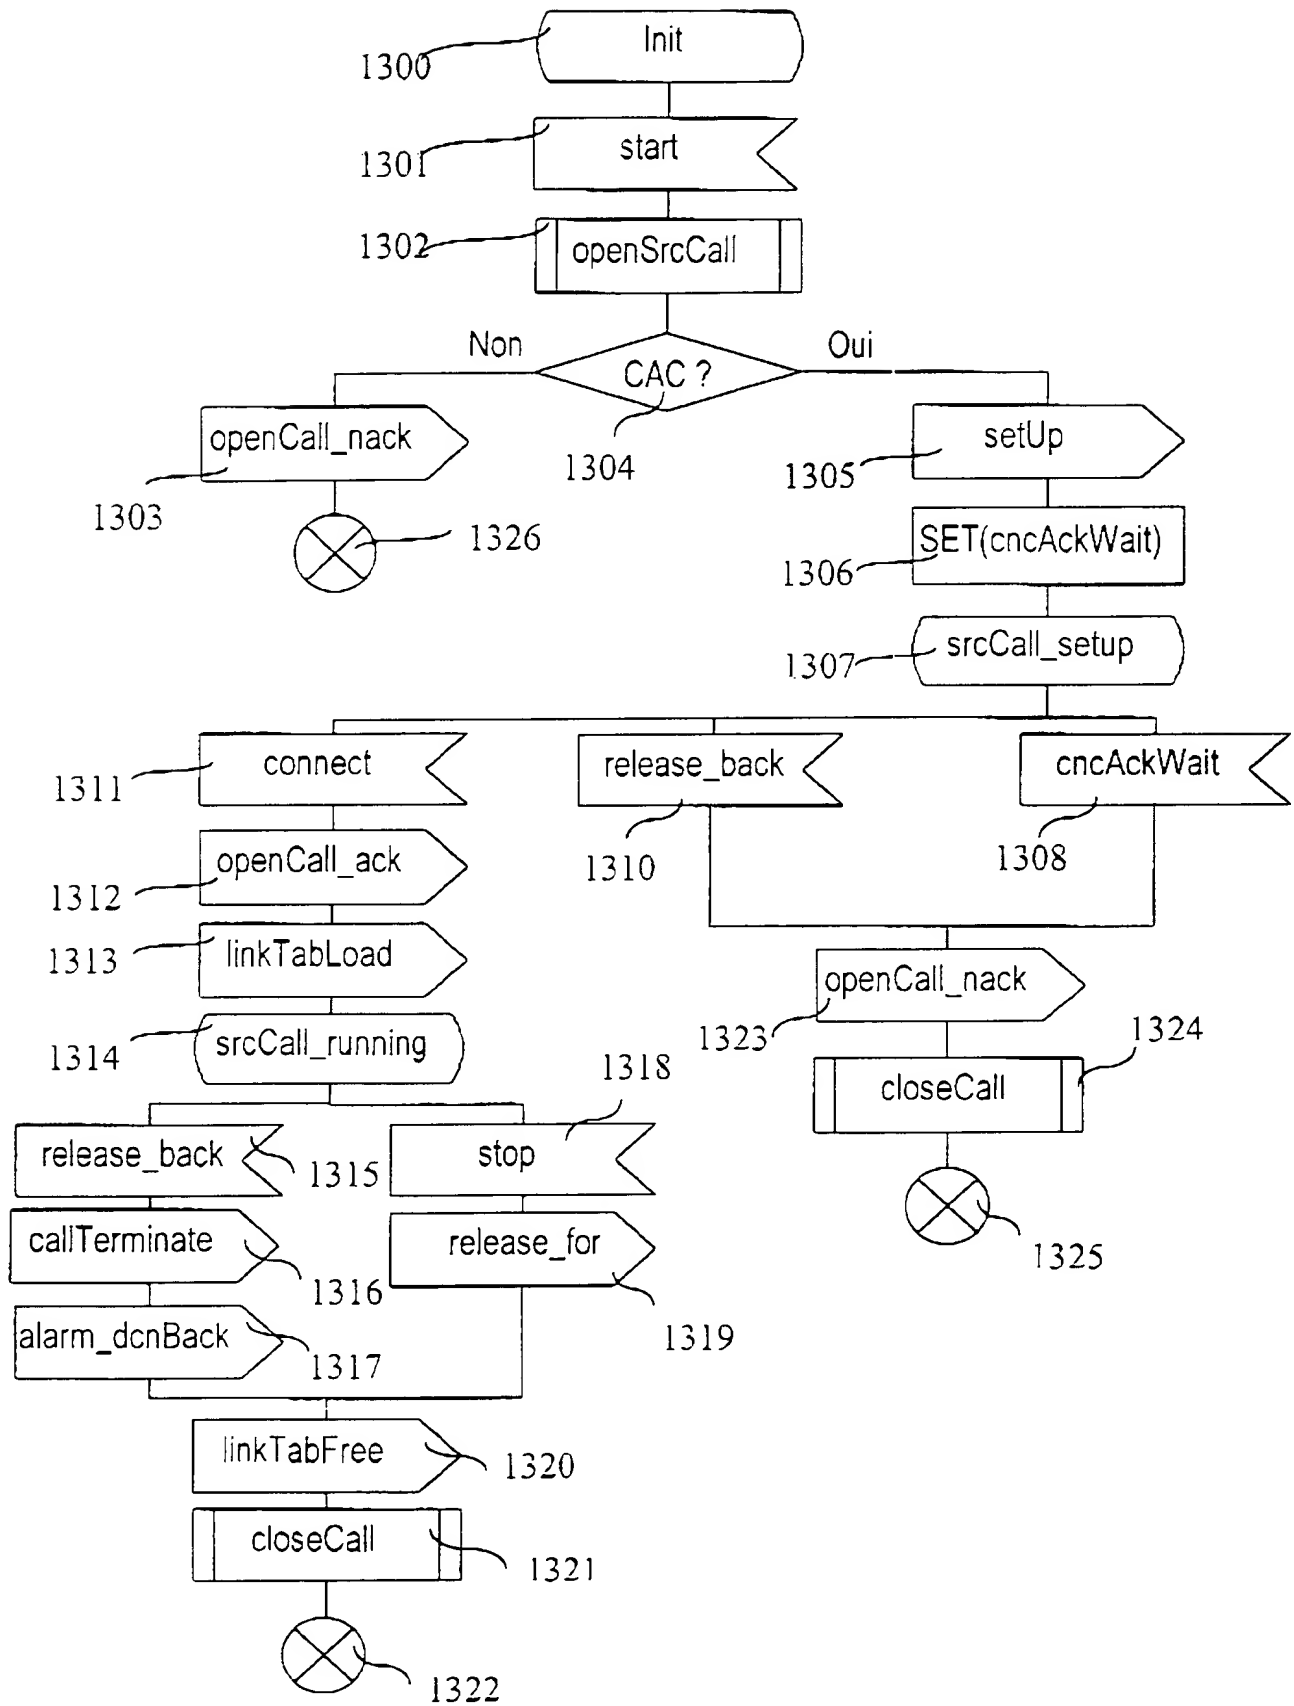 Init
1300
start
1301
openSrcCall
1302
Non
Oui
CAC ?
1304
openCall_nack
1303
1326
setUp
1305
SET(cncAckWait)
1306
srcCall_setup
1307
connect
1311
release_back
1310
cncAckWait
1308
openCall_ack
1312
linkTabLoad
1313
srcCall_running
1314
openCall_nack
1323
closeCall
1324
1325
release_back
1315
stop
1318
callTerminate
1316
release_for
1319
alarm_dcnBack
1317
linkTabFree
1320
closeCall
1321
1322